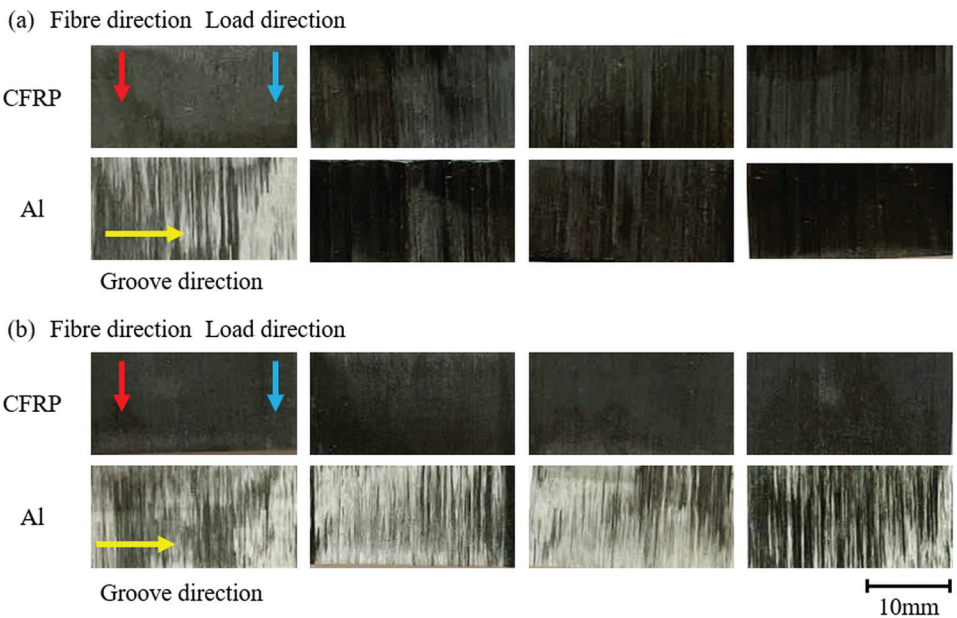 (a) Fibre direction Load direction
CFRP
Al
Groove direction
(b) Fibre direction Load direction
CFRP
Al
Groove direction
10mm